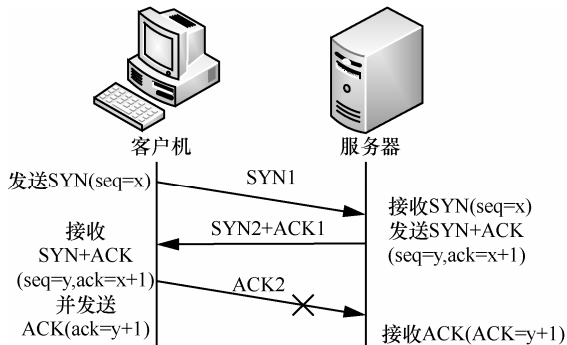 客户机
服务器
发送SYN(seq=x)
SYN1
接收SYN(seq=x)
发送SYN+ACK
(seq=y,ack=x+1)
SYN2+ACK1
接收
SYN+ACK
(seq=y,ack=x+1)
并发送
ACK(ack=y+1)
ACK2
接收ACK(ACK=y+1)